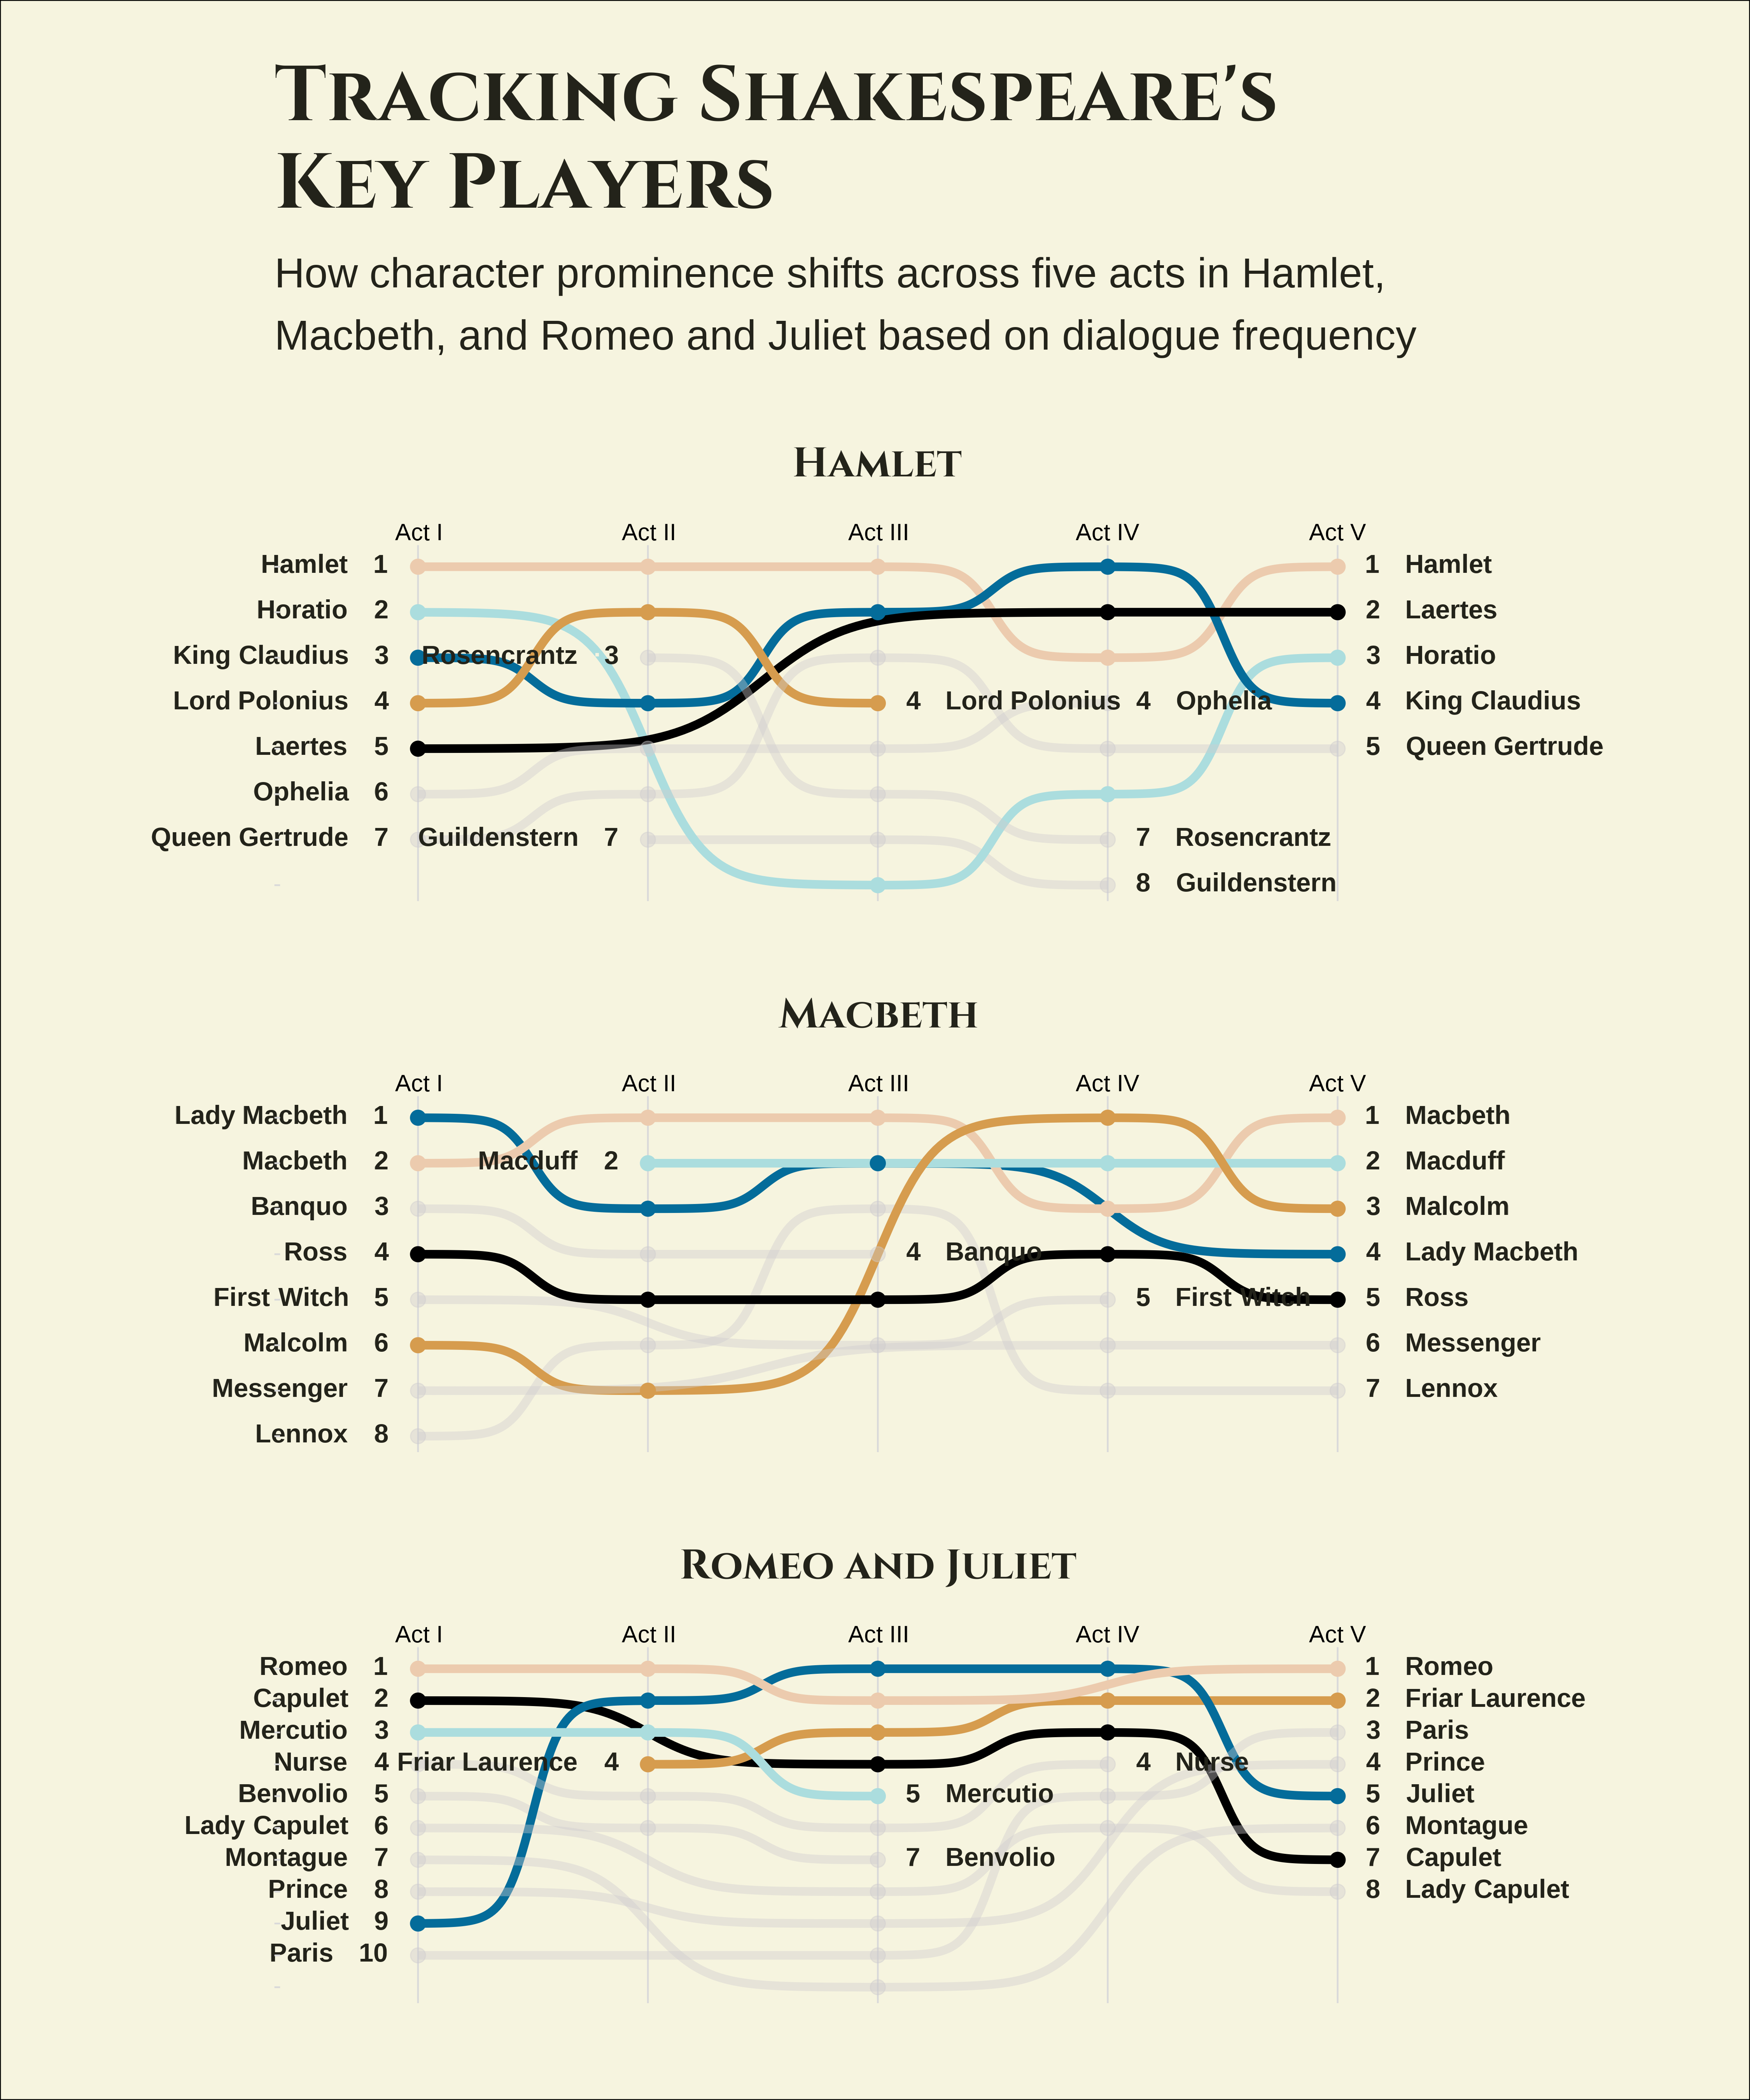 Tracking Shakespeare's
Key Players
How character prominence shifts across five acts in Hamlet,
Macbeth, and Romeo and Juliet based on dialogue frequency
Hamlet
Act I Act II Act III Act IV Act V
Hamlet 1 1 Hamlet
Horatio 2 2 Laertes
King Claudius 3 Rosencrantz 3 3 Horatio
Lord Polonius 4 4 Lord Polonius 4 Ophelia 4 King Claudius
Laertes 5 5 Queen Gertrude
Ophelia 6
Queen Gertrude 7 Guildenstern 7 7 Rosencrantz
8 Guildenstern
Macbeth
Act I Act II Act III Act IV Act V
Lady Macbeth 1 1 Macbeth
Macbeth 2 Macduff 2 2 Macduff
Banquo 3 3 Malcolm
Ross 4 4 Banquo 4 Lady Macbeth
First Witch 5 5 First Witch 5 Ross
Malcolm 6 6 Messenger
Messenger 7 7 Lennox
Lennox 8
Romeo and Juliet
Act I Act II Act III Act IV Act V
Romeo 1 1 Romeo
Capulet 2 2 Friar Laurence
Mercutio 3 3 Paris
Nurse 4 Friar Laurence 4 4 Nurse 4 Prince
Benvolio 5 5 Mercutio 5 Juliet
Lady Capulet 6 6 Montague
Montague 7 7 Benvolio 7 Capulet
Prince 8 8 Lady Capulet
Juliet 9
Paris 10